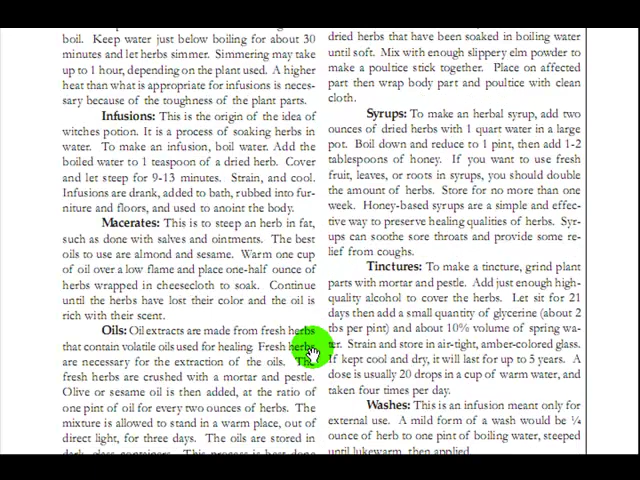 boil. Keep water just below boiling for about 30
minutes and let herbs simmer. Simmering may take
up to 1 hour, depending on the plant used. A higher
heat than what is appropriate for infusions is neces-
sary because of the toughness of the plant parts.
Infusions: This is the origin of the idea of
witches potion. It is a process of soaking herbs in
water. To make an infusion, boil water. Add the
boiled water to 1 teaspoon of a dried herb. Cover
and let steep for 9-13 minutes. Strain, and cool.
Infusions are drank, added to bath, rubbed into fur-
niture and floors, and used to anoint the body.
Macerates: This is to steep an herb in fat,
such as done with salves and ointments. The best
oils to use are almond and sesame. Warm one cup
of oil over a low flame and place one-half ounce of
herbs wrapped in cheesecloth to soak. Continue
until the herbs have lost their color and the oil is
rich with their scent.
Oils: Oil extracts are made from fresh herbs
that contain volatile oils used for healing. Fresh herbs
are necessary for the extraction of the oils. The
fresh herbs are crushed with a mortar and pestle.
Olive or sesame oil is then added, at the ratio of
one pint of oil for every two ounces of herbs. The
mixture is allowed to stand in a warm place, out of
direct light, for three days. The oils are stored in
dark glass containers. This process is best done
dried herbs that have been soaked in boiling water
until soft. Mix with enough slippery elm powder to
make a poultice stick together. Place on affected
part then wrap body part and poultice with clean
cloth.
Syrups: To make an herbal syrup, add two
ounces of dried herbs with 1 quart water in a large
pot. Boil down and reduce to 1 pint, then add 1-2
tablespoons of honey. If you want to use fresh
fruit, leaves, or roots in syrups, you should double
the amount of herbs. Store for no more than one
week. Honey-based syrups are a simple and effec-
tive way to preserve healing qualities of herbs. Syr-
ups can soothe sore throats and provide some re-
lief from coughs.
Tinctures: To make a tincture, grind plant
parts with mortar and pestle. Add just enough high-
quality alcohol to cover the herbs. Let sit for 21
days then add a small quantity of glycerine (about 2
tbs per pint) and about 10% volume of spring wa-
ter. Strain and store in air-tight, amber-colored glass.
If kept cool and dry, it will last for up to 5 years. A
dose is usually 20 drops in a cup of warm water, and
taken four times per day.
Washes: This is an infusion meant only for
external use. A mild form of a wash would be ¼
ounce of herb to one pint of boiling water, steeped
until lukewarm, then applied.